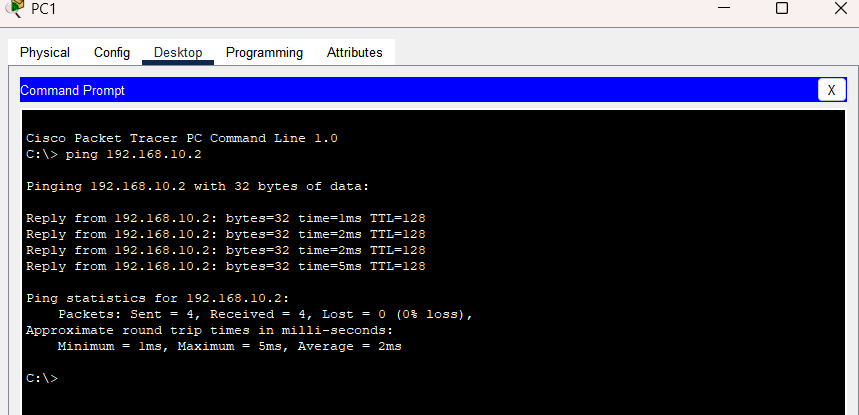 PC1
Physical Config Desktop Programming Attributes
Command Prompt X
Cisco Packet Tracer PC Command Line 1.0
C:\> ping 192.168.10.2
Pinging 192.168.10.2 with 32 bytes of data:
Reply from 192.168.10.2: bytes=32 time=1ms TTL=128
Reply from 192.168.10.2: bytes=32 time=2ms TTL=128
Reply from 192.168.10.2: bytes=32 time=2ms TTL=128
Reply from 192.168.10.2: bytes=32 time=5ms TTL=128
Ping statistics for 192.168.10.2:
Packets: Sent = 4, Received = 4, Lost = 0 (0% loss),
Approximate round trip times in milli-seconds:
Minimum = 1ms, Maximum = 5ms, Average = 2ms
C:\>